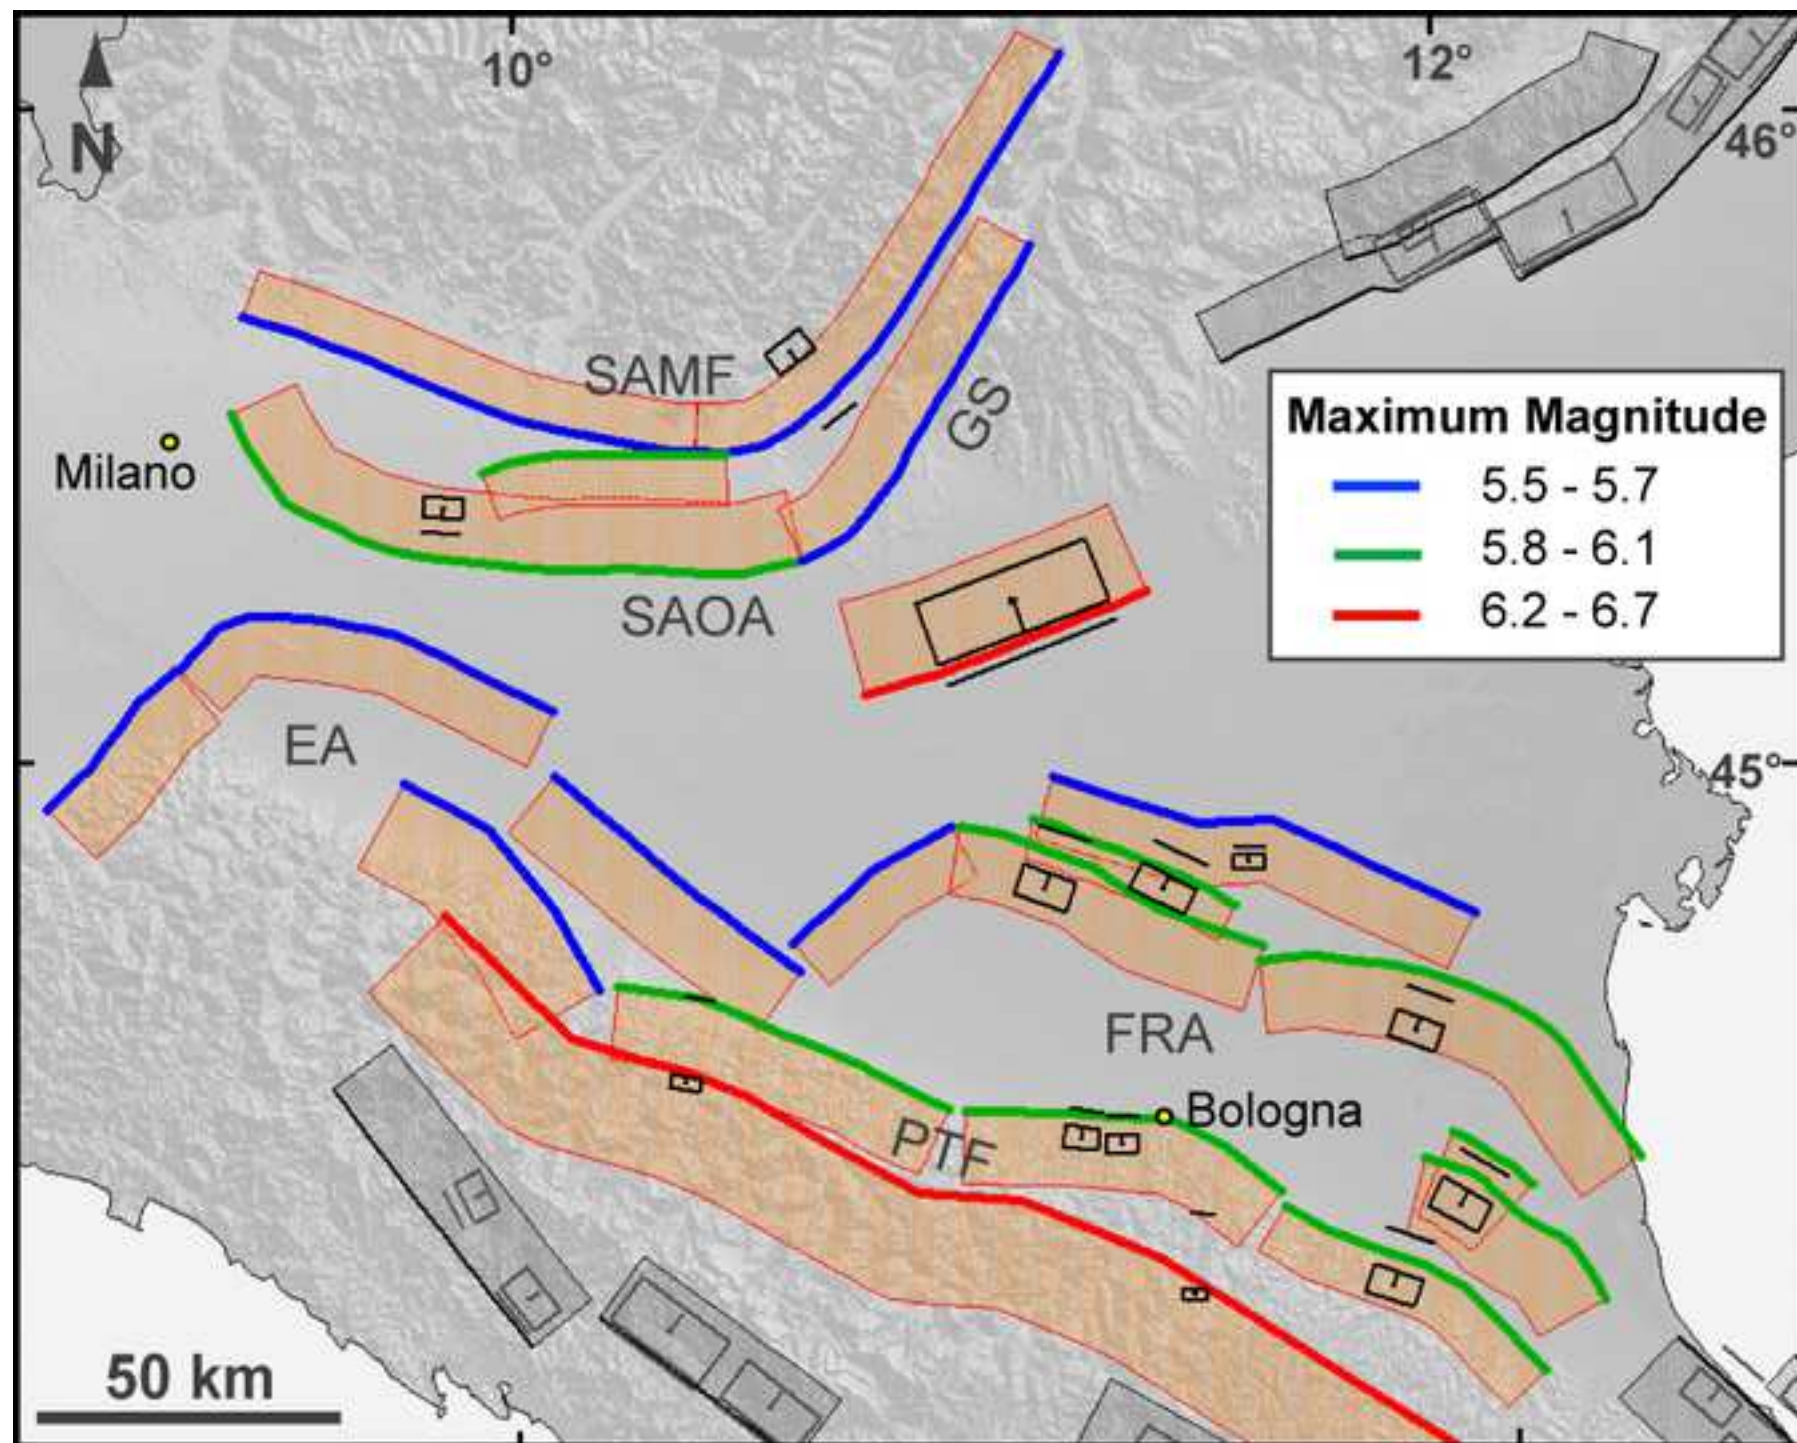 10°
12°
N
46°
SAMF
GS
Maximum Magnitude
5.5 - 5.7
5.8 - 6.1
6.2 - 6.7
Milano
SAOA
EA
45°
FRA
Bologna
PTF
50 km